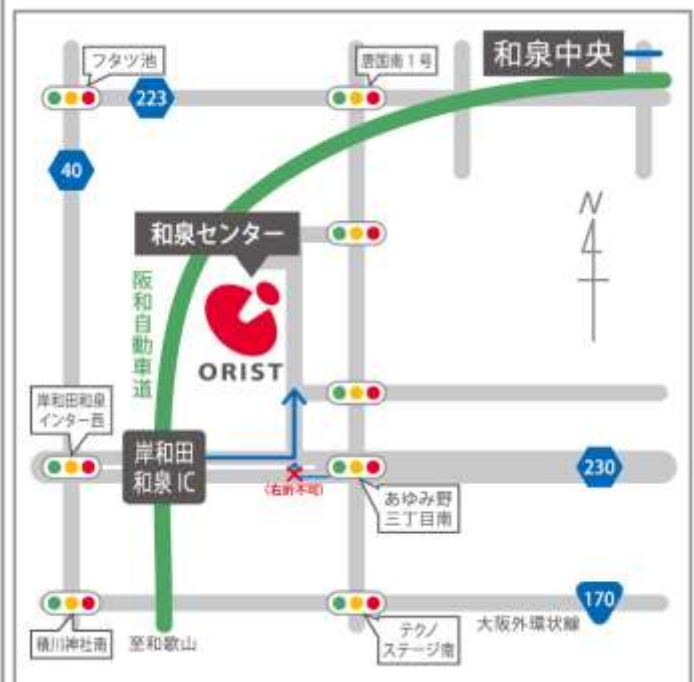 フタツ池
唐国南1号
和泉中央
223
40
N
和泉センター
阪和自動車道
ORIST
岸和田和泉
インター西
岸和田
和泉IC
230
(右折不可)
あゆみ野
三丁目南
170
大阪外環状線
積川神社南
至和歌山
テクノ
ステージ南